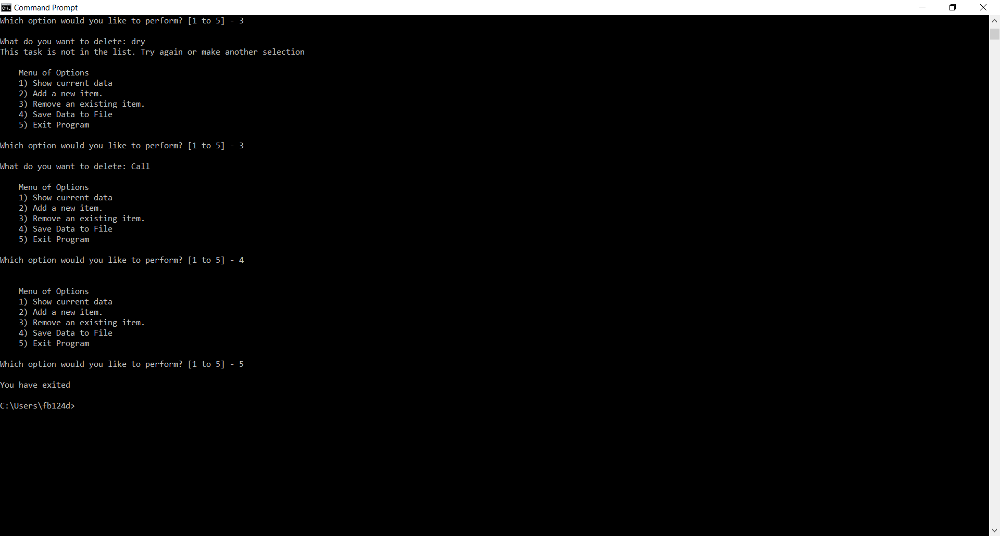 Command Prompt
Which option would you like to perform? [1 to 5] - 3
What do you want to delete: dry
This task is not in the list. Try again or make another selection
Menu of Options
1) Show current data
2) Add a new item.
3) Remove an existing item.
4) Save Data to File
5) Exit Program
Which option would you like to perform? [1 to 5] - 3
What do you want to delete: Call
Menu of Options
1) Show current data
2) Add a new item.
3) Remove an existing item.
4) Save Data to File
5) Exit Program
Which option would you like to perform? [1 to 5] - 4
Menu of Options
1) Show current data
2) Add a new item.
3) Remove an existing item.
4) Save Data to File
5) Exit Program
Which option would you like to perform? [1 to 5] - 5
You have exited
C:\Users\fb124d>